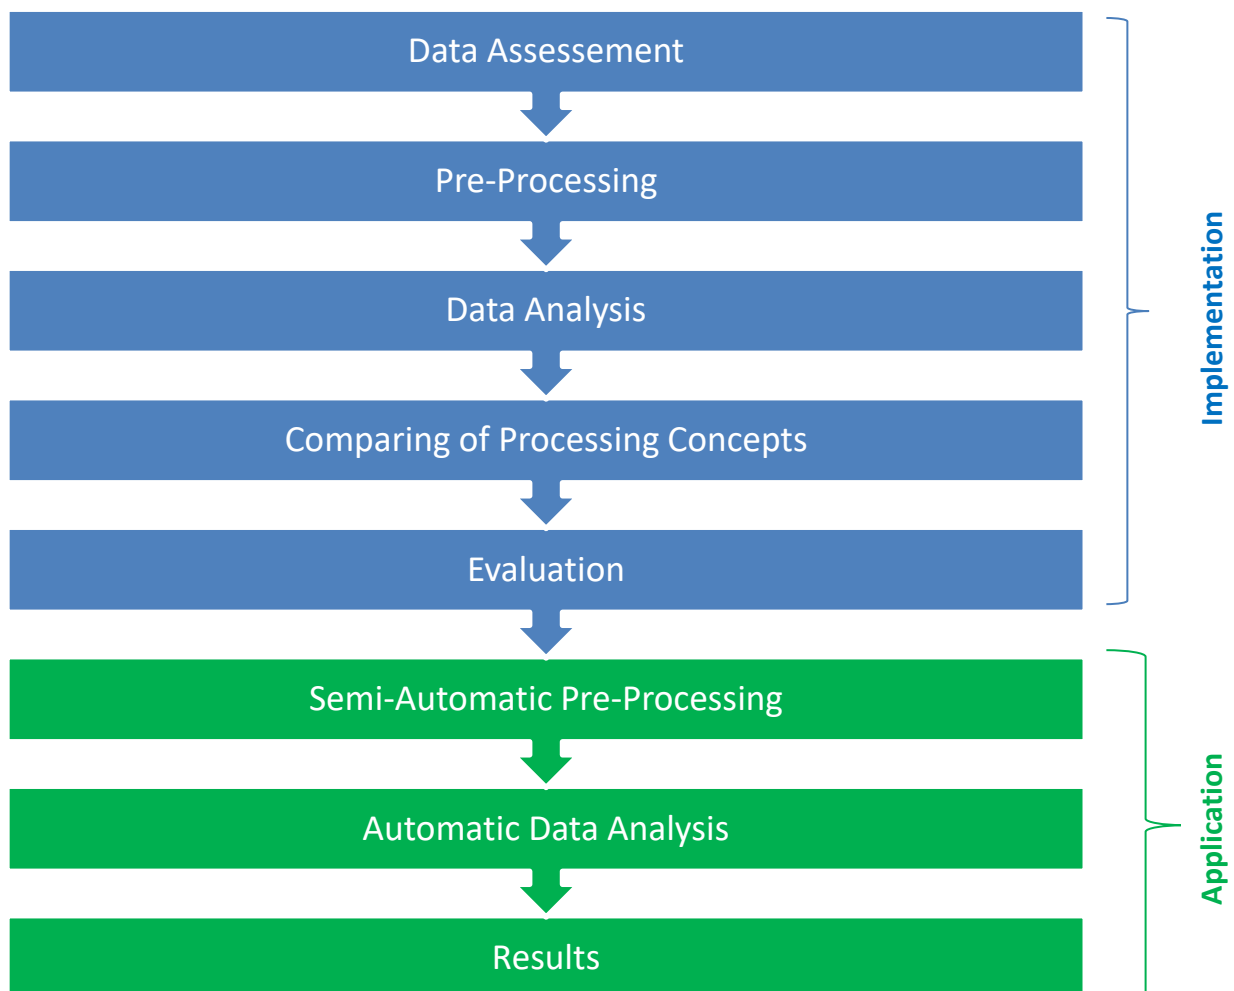 Data Assessement
Pre-Processing
Data Analysis
Comparing of Processing Concepts
Evaluation
Implementation
Semi-Automatic Pre-Processing
Automatic Data Analysis
Results
Application